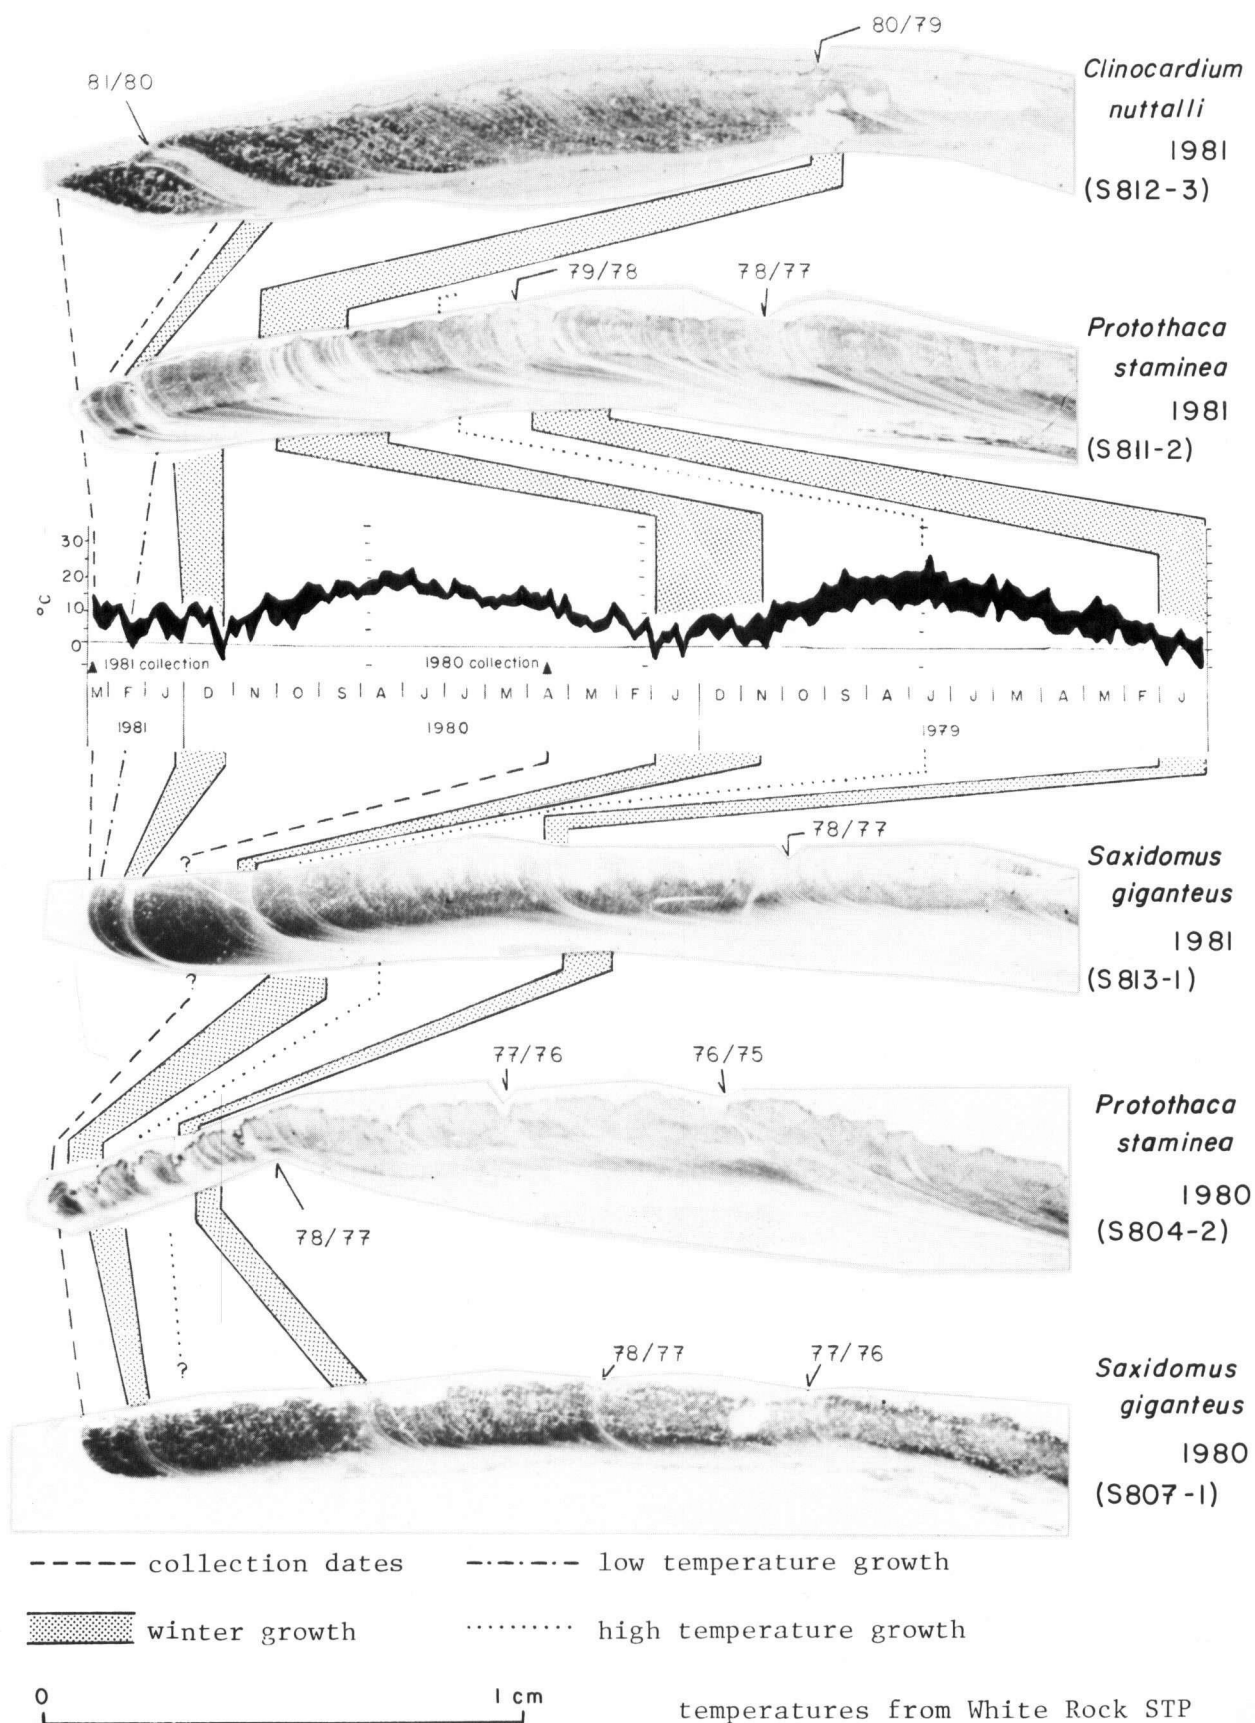 80/79
81/80
Clinocardium
nuttalli
1981
(S812-3)
79/78
78/77
Protothaca
staminea
1981
(S811-2)
30
20
10
0
°C
1981 collection
1980 collection
M F J D N O S A J J M A M F J D N O S A J J M A M F J
1981
1980
1979
?
78/77
Saxidomus
giganteus
1981
(S813-1)
?
77/76
76/75
Protothaca
staminea
1980
(S804-2)
78/77
?
78/77
77/76
Saxidomus
giganteus
1980
(S807-1)
collection dates
low temperature growth
winter growth
high temperature growth
0
1 cm
temperatures from White Rock STP